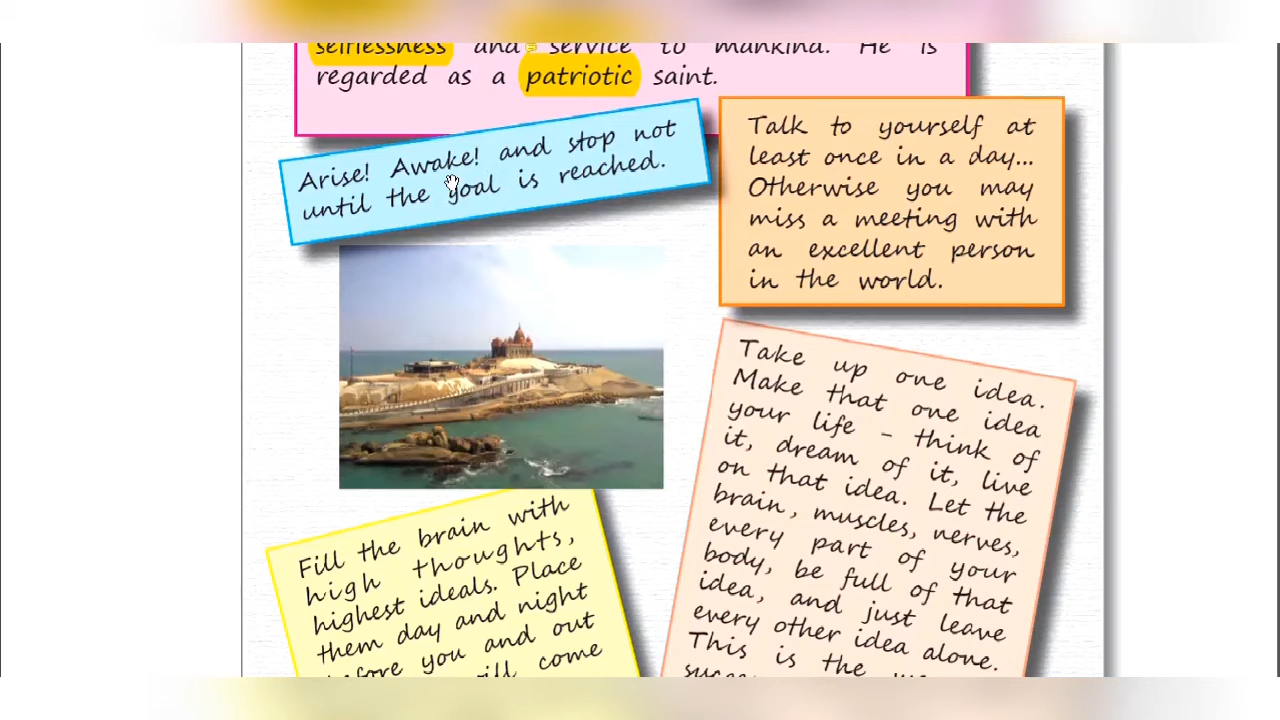 selflessness and service to mankind. He is
regarded as a patriotic saint.
Arise! Awake! and stop not
until the goal is reached.
Talk to yourself at
least once in a day...
Otherwise you may
miss a meeting with
an excellent person
in the world.
Take up one idea.
Make that one idea
your life - think of
it, dream of it, live
on that idea. Let the
brain, muscles, nerves,
every part of your
body, be full of that
idea, and just leave
every other idea alone.
This is the
Fill the brain with
high thoughts,
highest ideals. Place
them day and night
before you and out
come